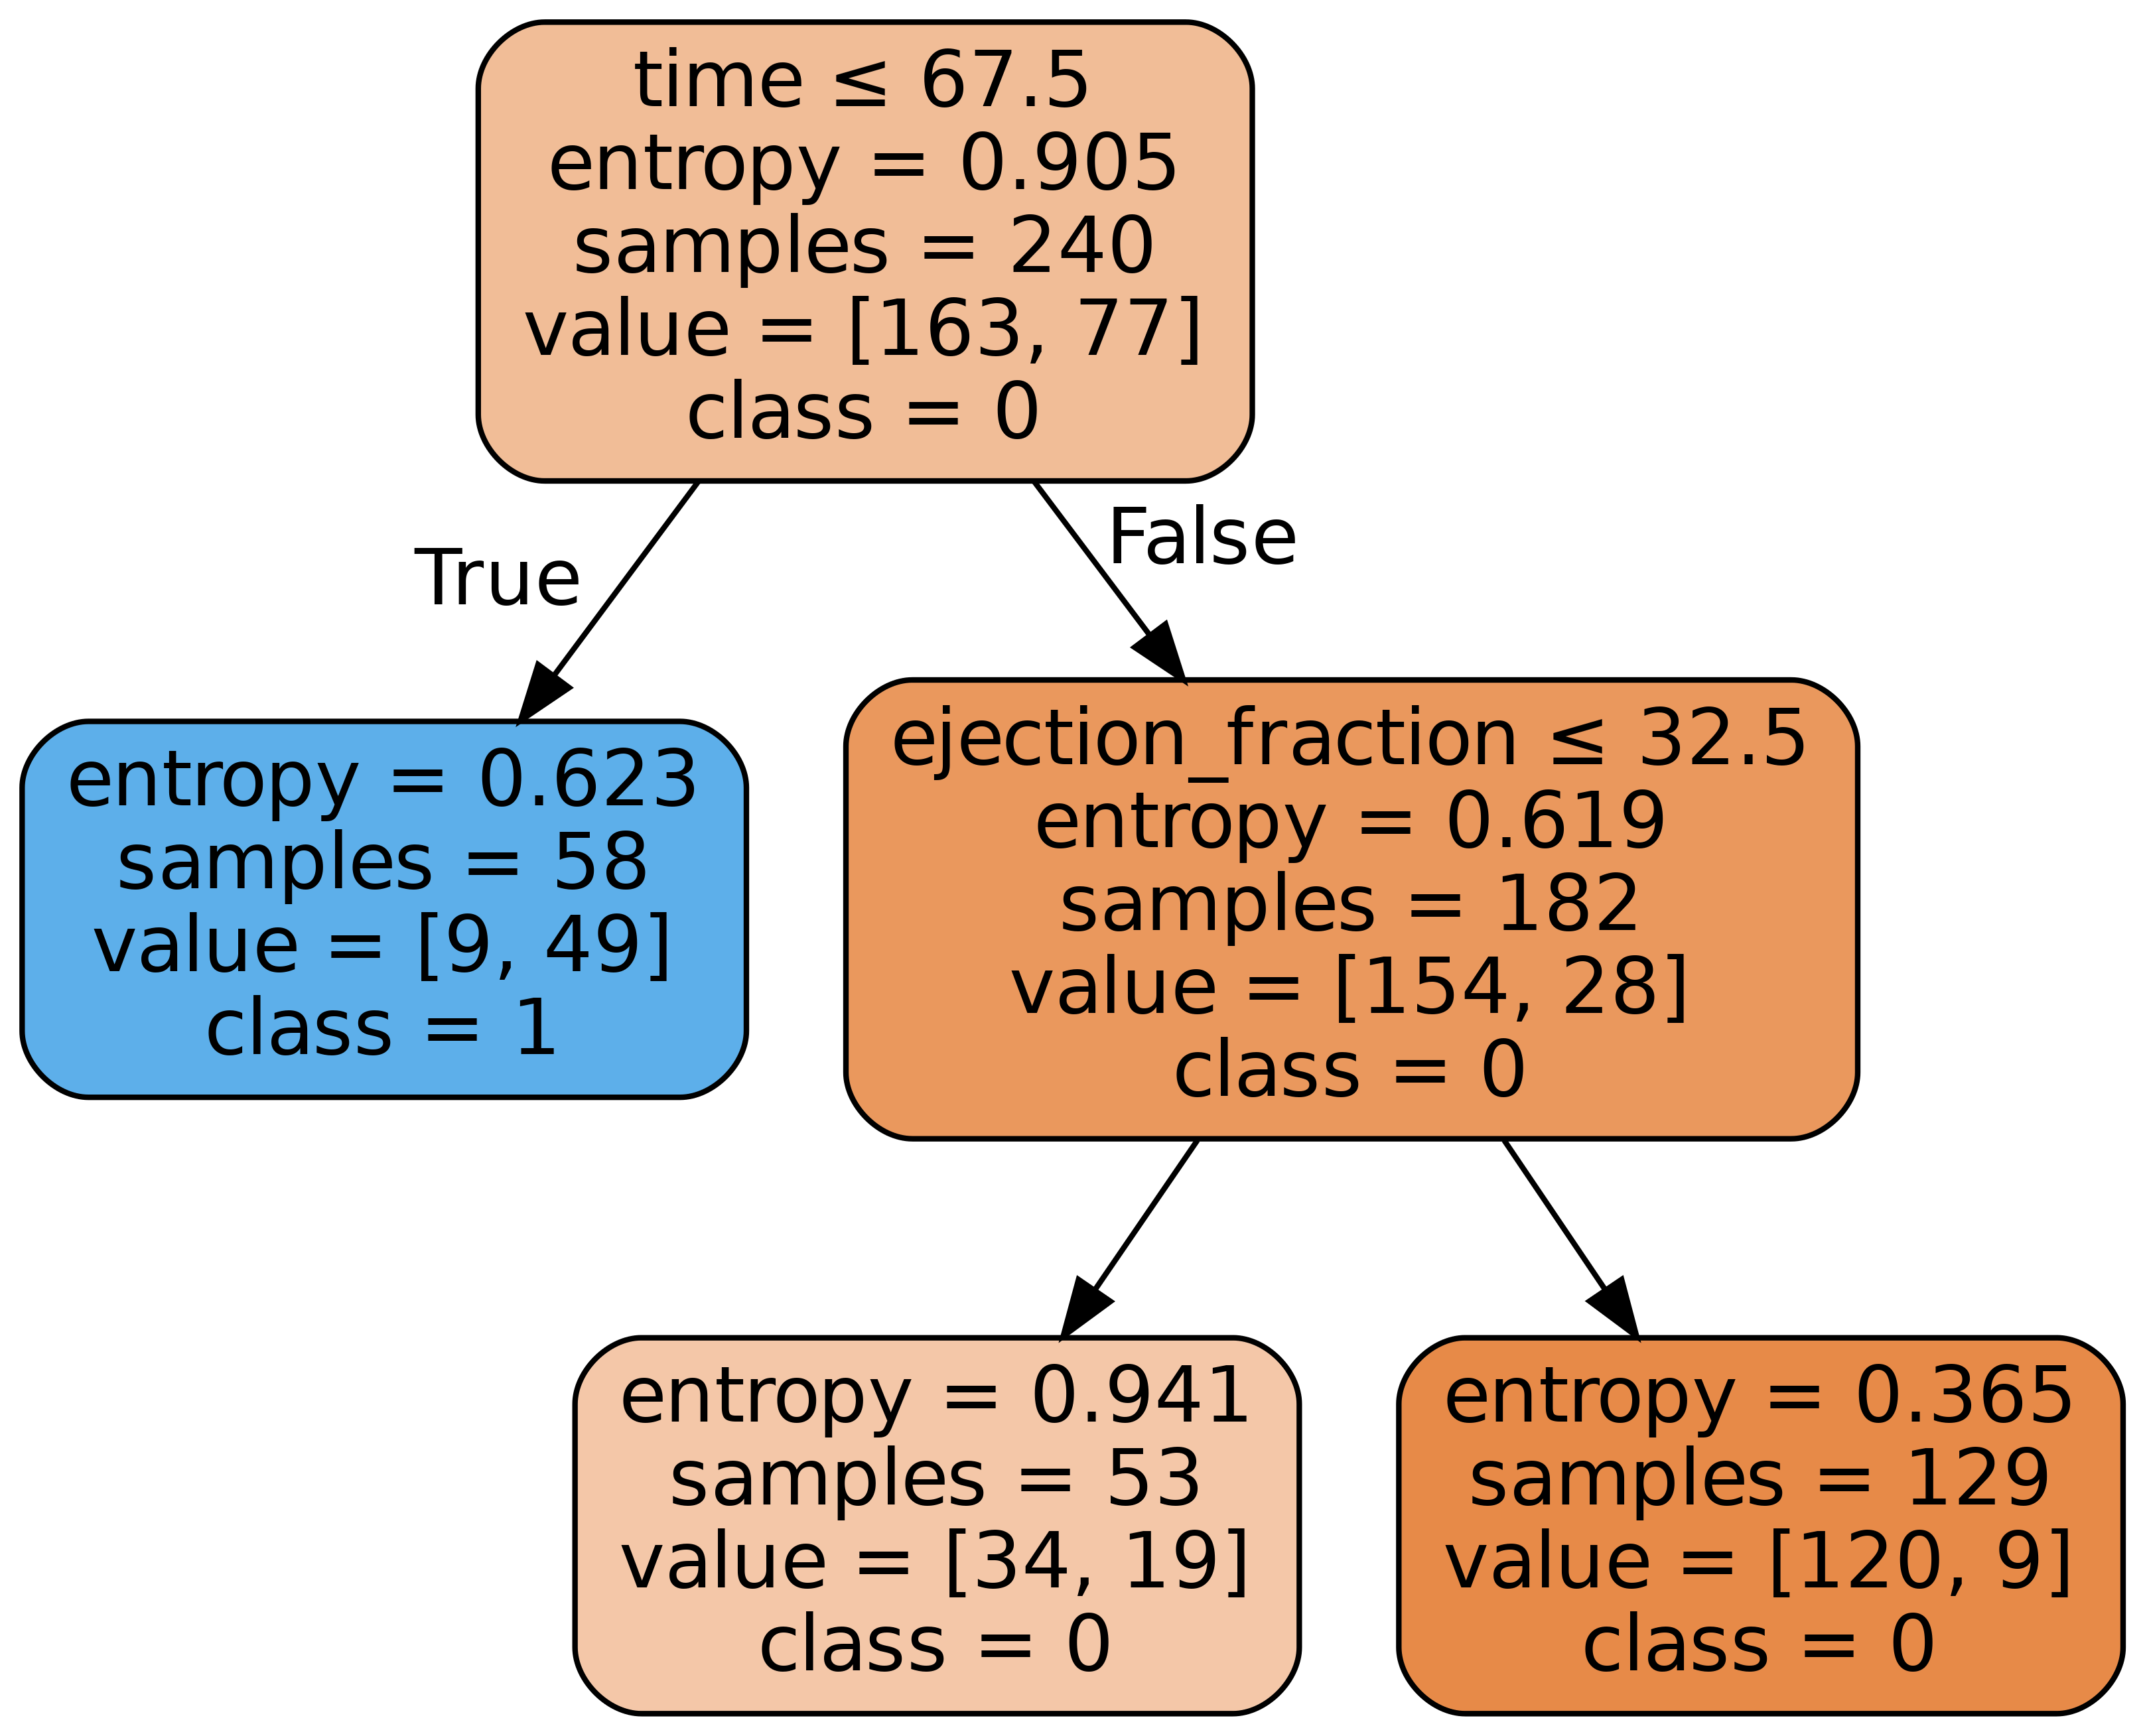 time ≤ 67.5
entropy = 0.905
samples = 240
value = [163, 77]
class = 0
True
False
entropy = 0.623
samples = 58
value = [9, 49]
class = 1
ejection_fraction ≤ 32.5
entropy = 0.619
samples = 182
value = [154, 28]
class = 0
entropy = 0.941
samples = 53
value = [34, 19]
class = 0
entropy = 0.365
samples = 129
value = [120, 9]
class = 0